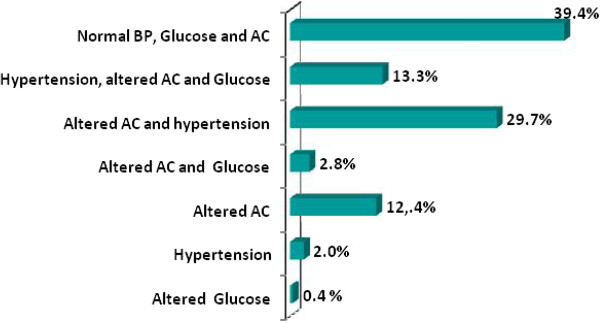 39.4%
Normal BP, Glucose and AC
Hypertension, altered AC and Glucose 13.3%
Altered AC and hypertension 29.7%
Altered AC and Glucose 2.8%
Altered AC 12,.4%
Hypertension 2.0%
Altered Glucose 0.4 %